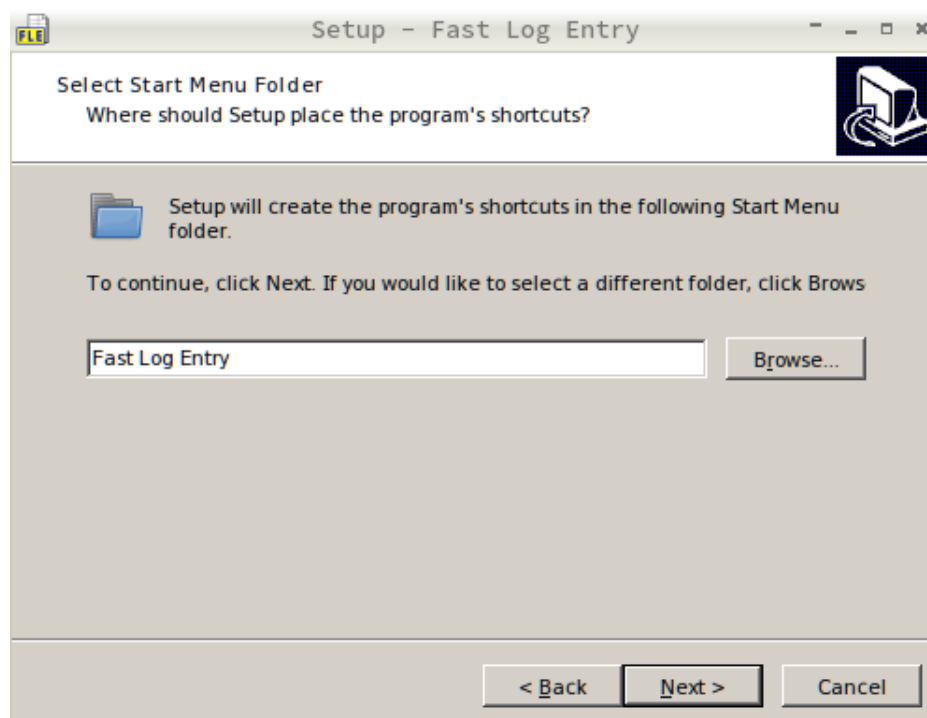 FLE
Setup – Fast Log Entry
Select Start Menu Folder
Where should Setup place the program's shortcuts?
Setup will create the program's shortcuts in the following Start Menu
folder.
To continue, click Next. If you would like to select a different folder, click Brows
Fast Log Entry
Browse...
< Back
Next >
Cancel